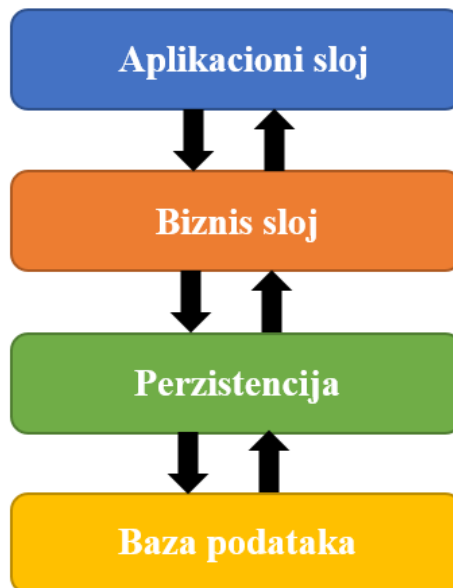 Aplikacioni sloj
Biznis sloj
Perzistencija
Baza podataka